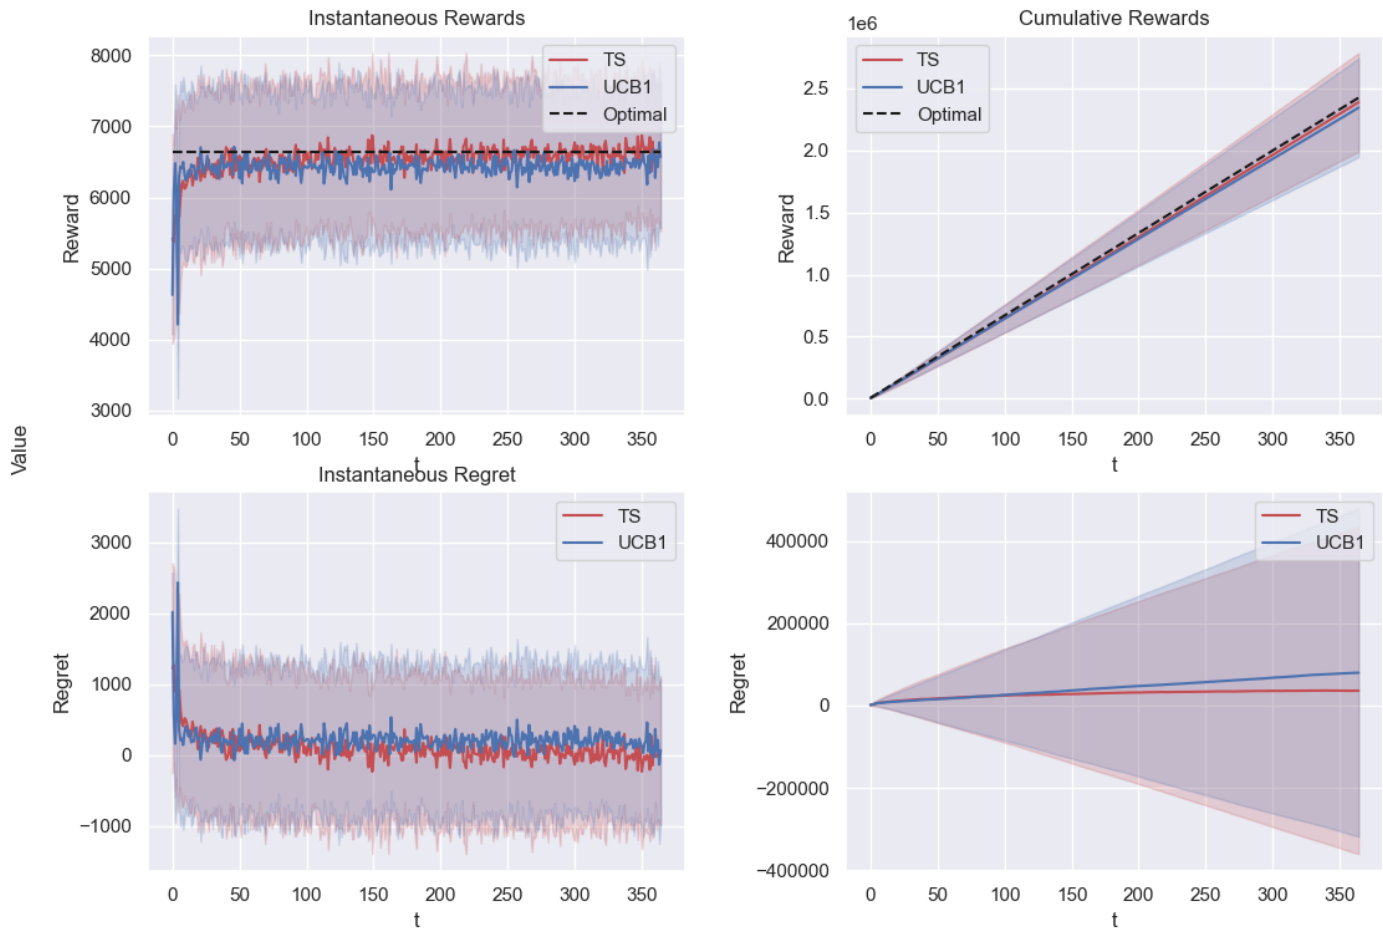 Instantaneous Rewards
8000
7000
6000
5000
4000
3000
Reward
TS
UCB1
Optimal
0 50 100 150 200 250 300 350
t
Cumulative Rewards
1e6
2.5
2.0
1.5
1.0
0.5
0.0
Reward
TS
UCB1
Optimal
0 50 100 150 200 250 300 350
t
Value
Instantaneous Regret
3000
2000
1000
0
−1000
Regret
TS
UCB1
0 50 100 150 200 250 300 350
t
400000
200000
0
−200000
−400000
Regret
TS
UCB1
0 50 100 150 200 250 300 350
t